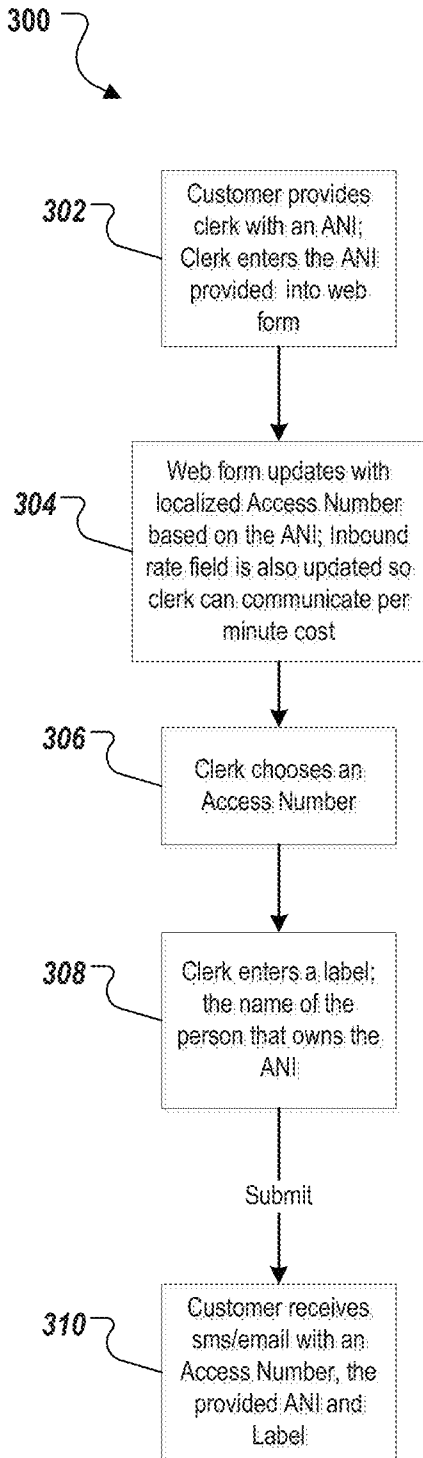 300
302
Customer provides
clerk with an ANI;
Clerk enters the ANI
provided into web
form
304
Web form updates with
localized Access Number
based on the ANI; Inbound
rate field is also updated so
clerk can communicate per
minute cost
306
Clerk chooses an
Access Number
308
Clerk enters a label;
the name of the
person that owns the
ANI
Submit
310
Customer receives
sms/email with an
Access Number, the
provided ANI and
Label